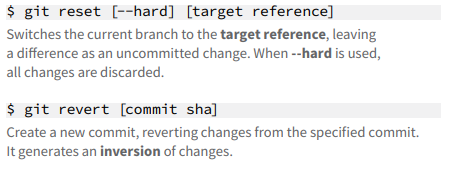 $ git reset [--hard] [target reference]
Switches the current branch to the target reference, leaving
a difference as an uncommitted change. When --hard is used,
all changes are discarded.
$ git revert [commit sha]
Create a new commit, reverting changes from the specified commit.
It generates an inversion of changes.